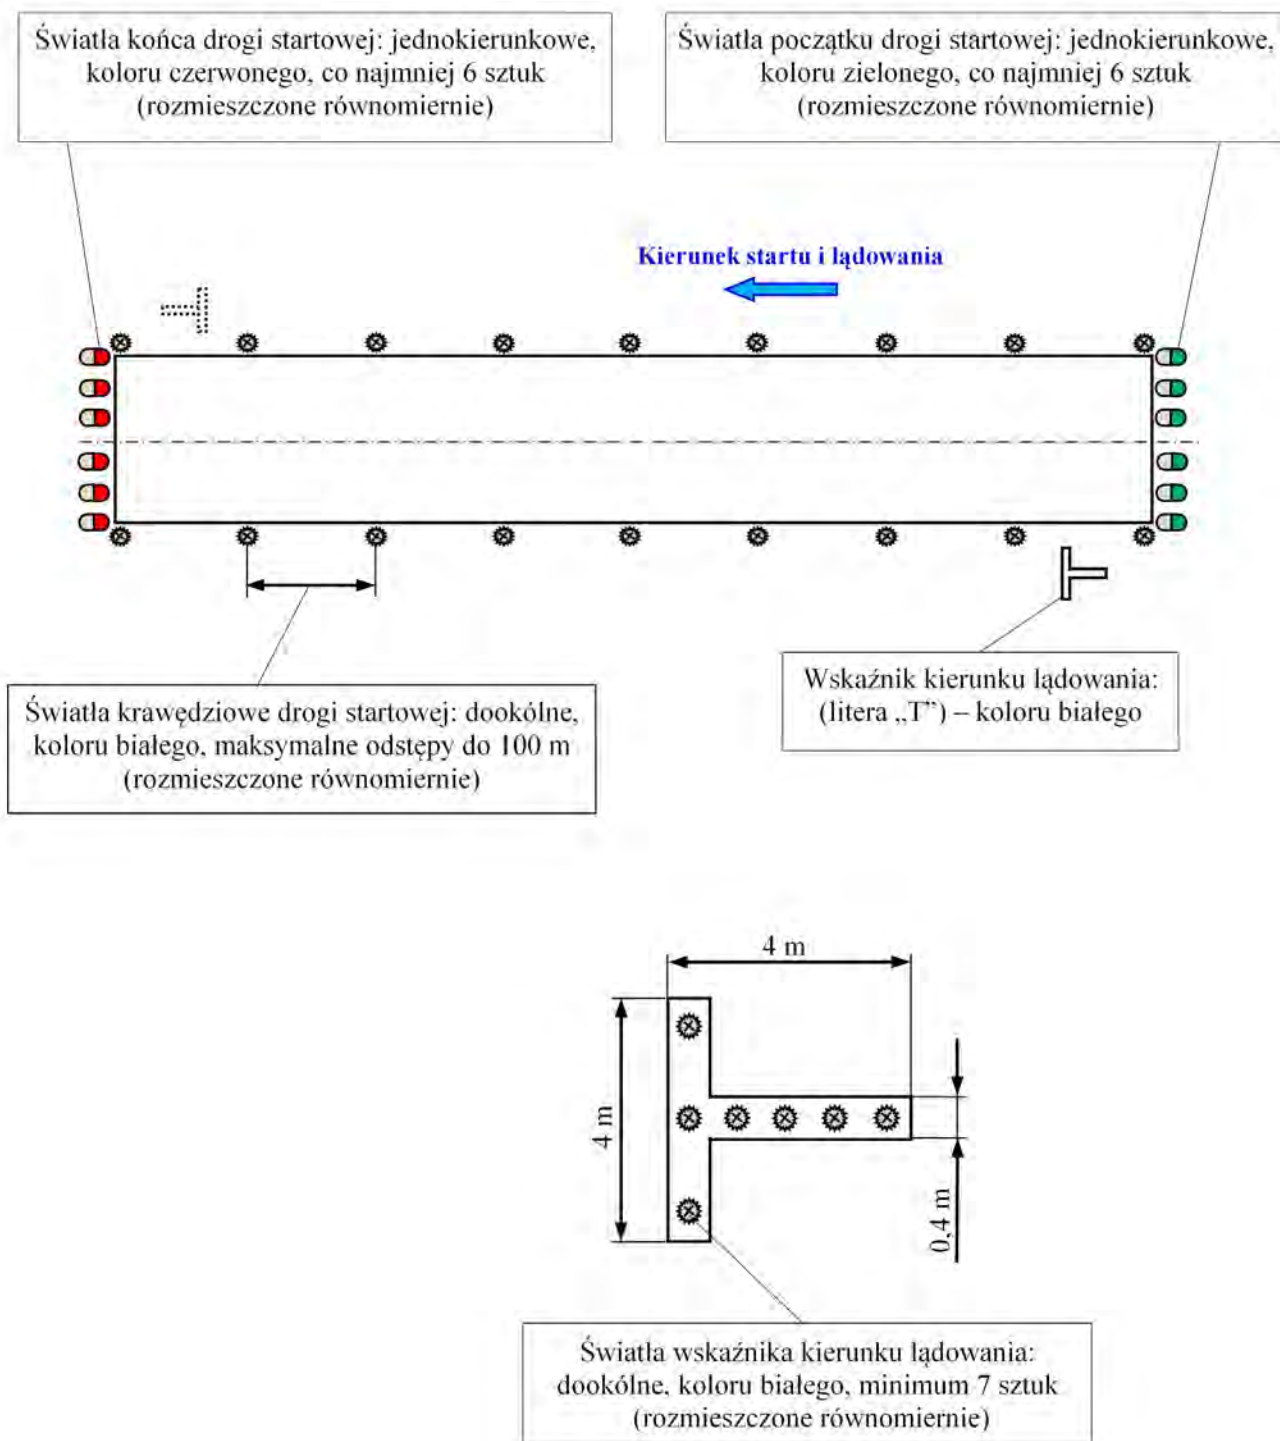 Światła końca drogi startowej: jednokierunkowe,
koloru czerwonego, co najmniej 6 sztuk
(rozmieszczone równomiernie)
Światła początku drogi startowej: jednokierunkowe,
koloru zielonego, co najmniej 6 sztuk
(rozmieszczone równomiernie)
Kierunek startu i lądowania
Światła krawędziowe drogi startowej: dookólne,
koloru białego, maksymalne odstępy do 100 m
(rozmieszczone równomiernie)
Wskaźnik kierunku lądowania:
(litera „T”) – koloru białego
4 m
4 m
0,4 m
Światła wskaźnika kierunku lądowania:
dookólne, koloru białego, minimum 7 sztuk
(rozmieszczone równomiernie)